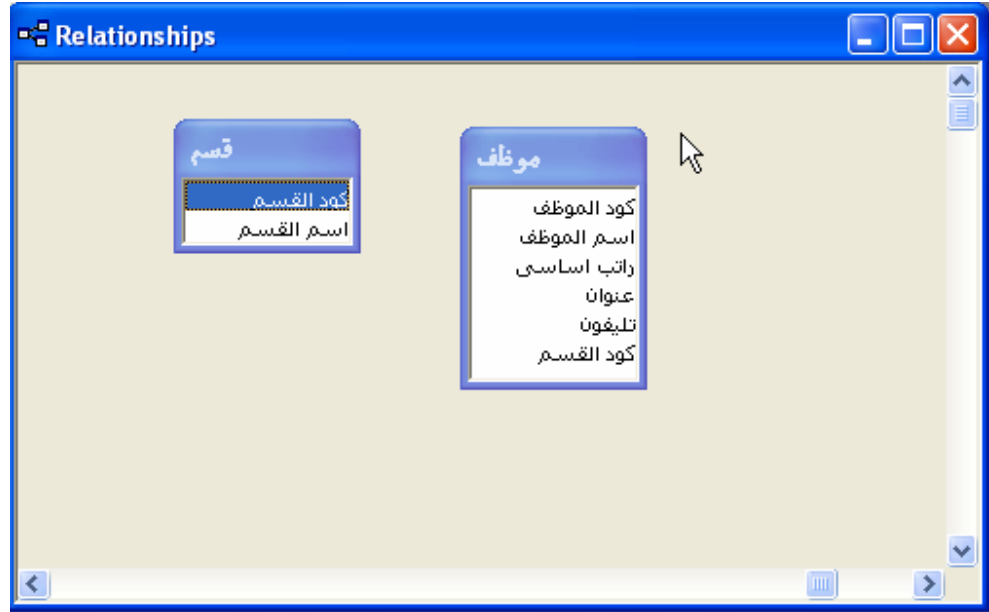 Relationships
قسم
كود القسم
اسم القسم
موظف
كود الموظف
اسم الموظف
راتب اساسى
عنوان
تليفون
كود القسم